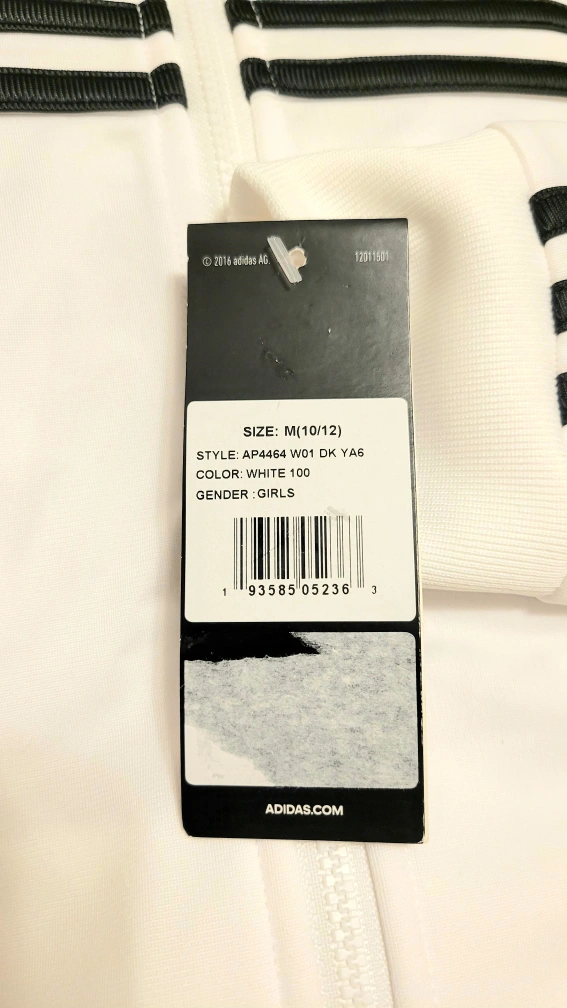 © 2016 adidas AG. 12011601
SIZE: M(10/12)
STYLE: AP4464 W01 DK YA6
COLOR: WHITE 100
GENDER : GIRLS
1 93585 05236 3
ADIDAS.COM